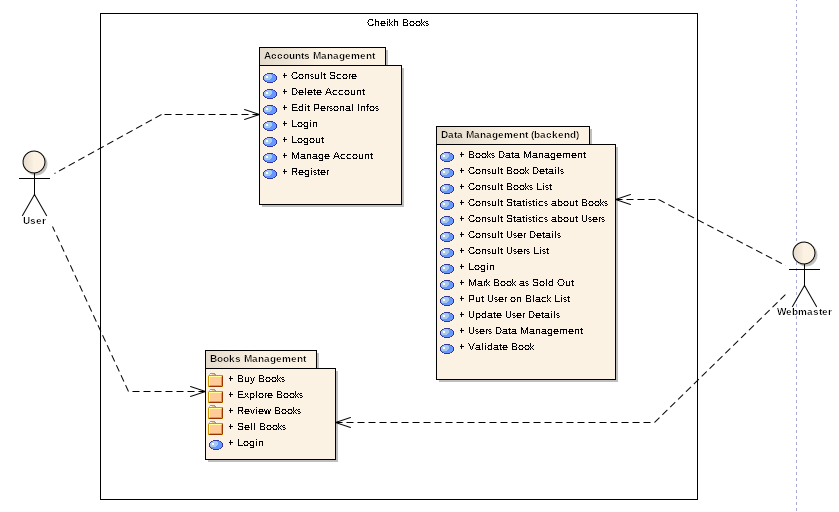 Cheikh Books
Accounts Management
+ Consult Score
+ Delete Account
+ Edit Personal Infos
+ Login
+ Logout
+ Manage Account
+ Register
Data Management (backend)
+ Books Data Management
+ Consult Book Details
+ Consult Books List
+ Consult Statistics about Books
+ Consult Statistics about Users
+ Consult User Details
+ Consult Users List
+ Login
+ Mark Book as Sold Out
+ Put User on Black List
+ Update User Details
+ Users Data Management
+ Validate Book
User
Webmaster
Books Management
+ Buy Books
+ Explore Books
+ Review Books
+ Sell Books
+ Login